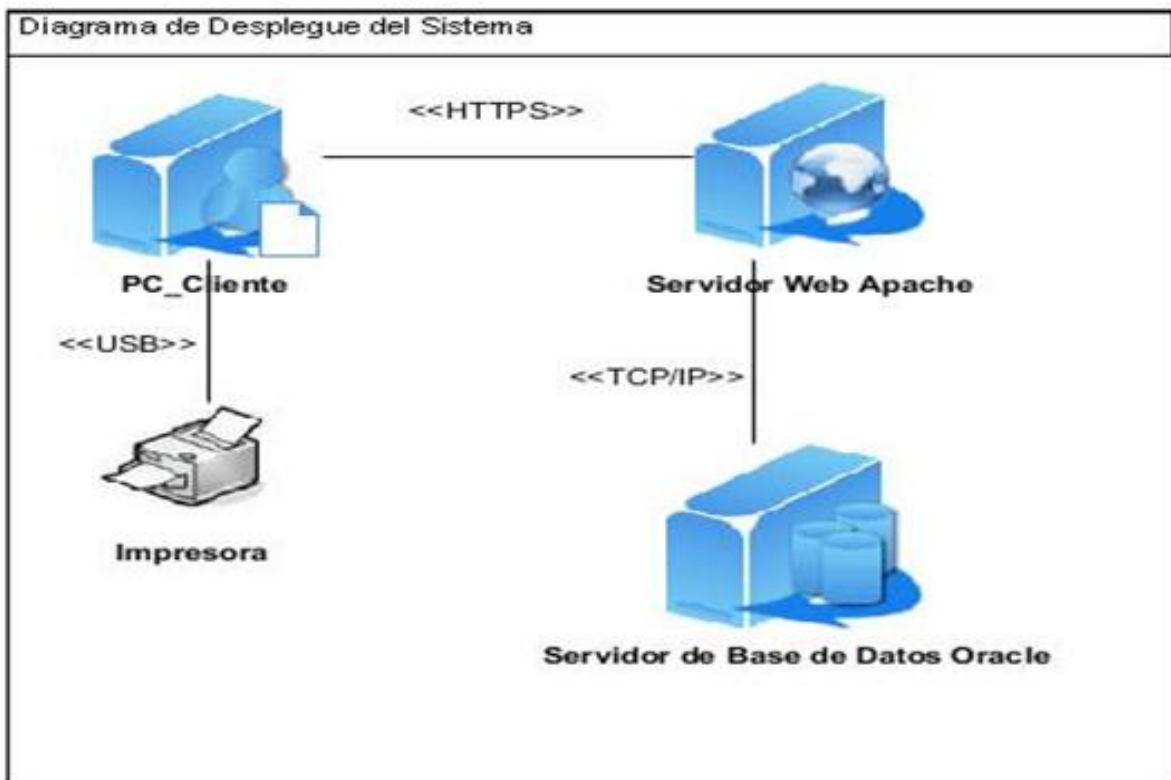 Diagrama de Desplegue del Sistema
<<HTTPS>>
PC_Cliente
Servidor Web Apache
<<USB>>
<<TCP/IP>>
Impresora
Servidor de Base de Datos Oracle